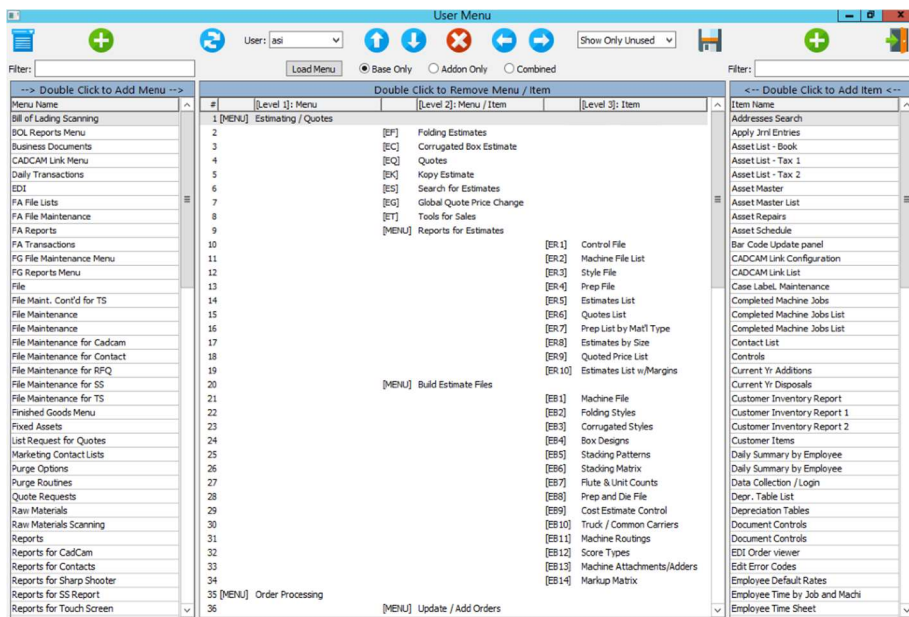 User Menu
User: asi
Show Only Unused
Filter:
Load Menu
Base Only
Addon Only
Combined
Filter:
--> Double Click to Add Menu -->
Menu Name
Bill of Lading Scanning
BOL Reports Menu
Business Documents
CADCAM Link Menu
Daily Transactions
EDI
FA File Lists
FA File Maintenance
FA Reports
FA Transactions
FG File Maintenance Menu
FG Reports Menu
File
File Maint. Cont'd for TS
File Maintenance
File Maintenance
File Maintenance for Cadcam
File Maintenance for Contact
File Maintenance for RFQ
File Maintenance for SS
File Maintenance for TS
Finished Goods Menu
Fixed Assets
List Request for Quotes
Marketing Contact Lists
Purge Options
Purge Routines
Quote Requests
Raw Materials
Raw Materials Scanning
Reports
Reports for CadCam
Reports for Contacts
Reports for Sharp Shooter
Reports for SS Report
Reports for Touch Screen
Double Click to Remove Menu / Item
# [Level 1]: Menu [Level 2]: Menu / Item [Level 3]: Item
1 [MENU] Estimating / Quotes
2 [EF] Folding Estimates
3 [EC] Corrugated Box Estimate
4 [EQ] Quotes
5 [EK] Kopy Estimate
6 [ES] Search for Estimates
7 [EG] Global Quote Price Change
8 [ET] Tools for Sales
9 [MENU] Reports for Estimates
10 [ER1] Control File
11 [ER2] Machine File List
12 [ER3] Style File
13 [ER4] Prep File
14 [ER5] Estimates List
15 [ER6] Quotes List
16 [ER7] Prep List by Mat'l Type
17 [ER8] Estimates by Size
18 [ER9] Quoted Price List
19 [ER10] Estimates List w/Margins
20 [MENU] Build Estimate Files
21 [EB1] Machine File
22 [EB2] Folding Styles
23 [EB3] Corrugated Styles
24 [EB4] Box Designs
25 [EB5] Stacking Patterns
26 [EB6] Stacking Matrix
27 [EB7] Flute & Unit Counts
28 [EB8] Prep and Die File
29 [EB9] Cost Estimate Control
30 [EB10] Truck / Common Carriers
31 [EB11] Machine Routings
32 [EB12] Score Types
33 [EB13] Machine Attachments/Adders
34 [EB14] Markup Matrix
35 [MENU] Order Processing
36 [MENU] Update / Add Orders
<-- Double Click to Add Item <--
Item Name
Addresses Search
Apply Jrnl Entries
Asset List - Book
Asset List - Tax 1
Asset List - Tax 2
Asset Master
Asset Master List
Asset Repairs
Asset Schedule
Bar Code Update panel
CADCAM Link Configuration
CADCAM Link List
Case LabeL Maintenance
Completed Machine Jobs
Completed Machine Jobs List
Completed Machine Jobs List
Contact List
Controls
Current Yr Additions
Current Yr Disposals
Customer Inventory Report
Customer Inventory Report 1
Customer Inventory Report 2
Customer Items
Daily Summary by Employee
Daily Summary by Employee
Data Collection / Login
Depr. Table List
Depreciation Tables
Document Controls
Document Controls
EDI Order viewer
Edit Error Codes
Employee Default Rates
Employee Time by Job and Machi
Employee Time Sheet